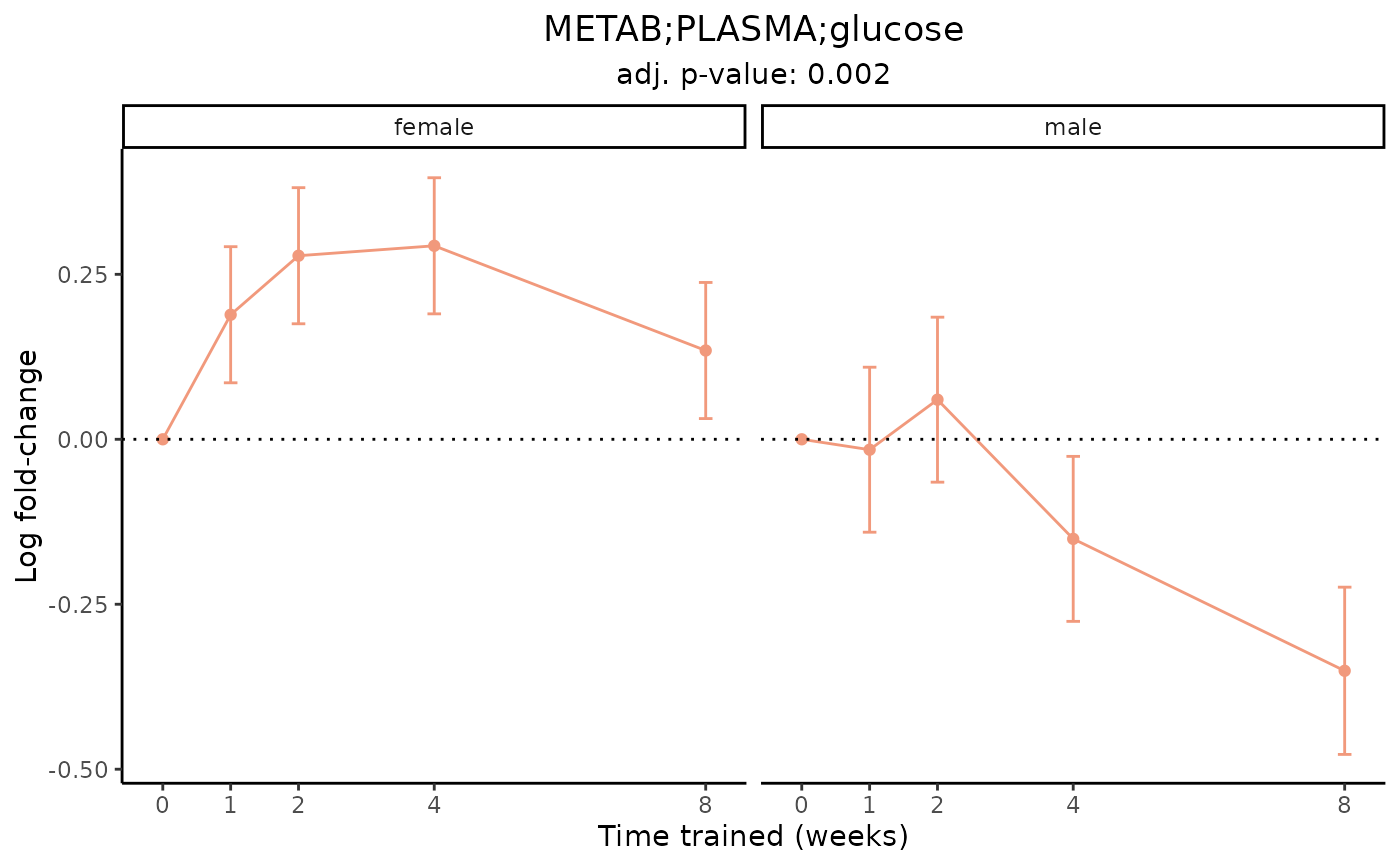 METAB;PLASMA;glucose
adj. p-value: 0.002
female
male
Log fold-change
0.25
0.00
-0.25
-0.50
0 1 2 4 8
0 1 2 4 8
Time trained (weeks)